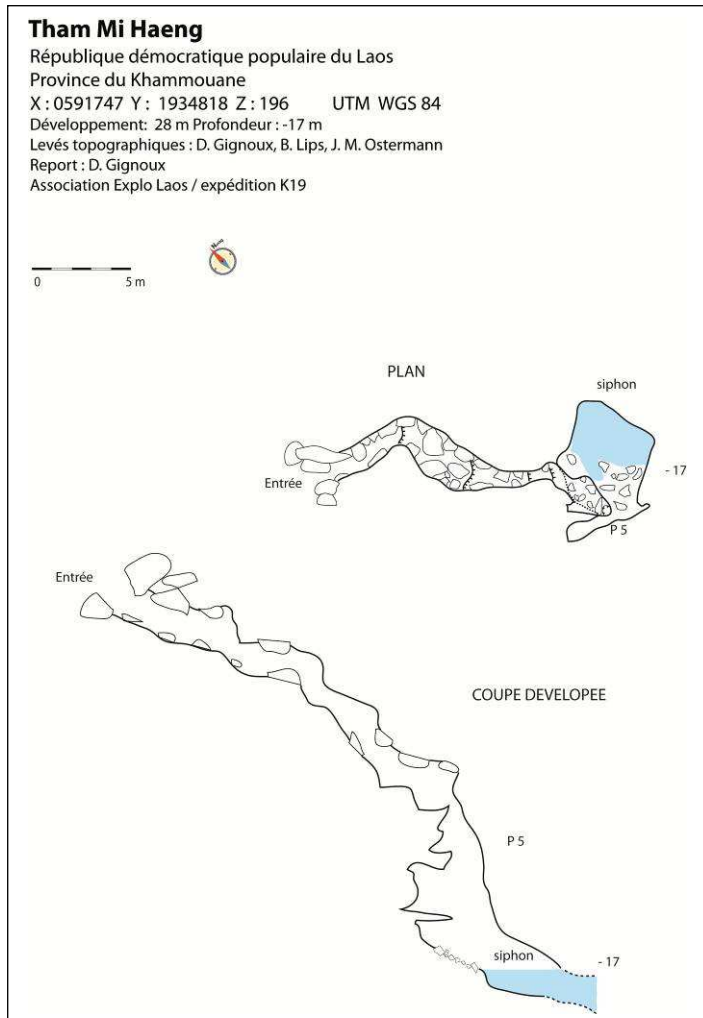 Tham Mi Haeng
République démocratique populaire du Laos
Province du Khammouane
X : 0591747 Y : 1934818 Z : 196 UTM WGS 84
Développement: 28 m Profondeur : -17 m
Levés topographiques : D. Gignoux, B. Lips, J. M. Ostermann
Report : D. Gignoux
Association Explo Laos / expédition K19
0 5 m
PLAN
siphon
- 17
Entrée
P 5
Entrée
COUPE DEVELOPEE
P 5
siphon
- 17